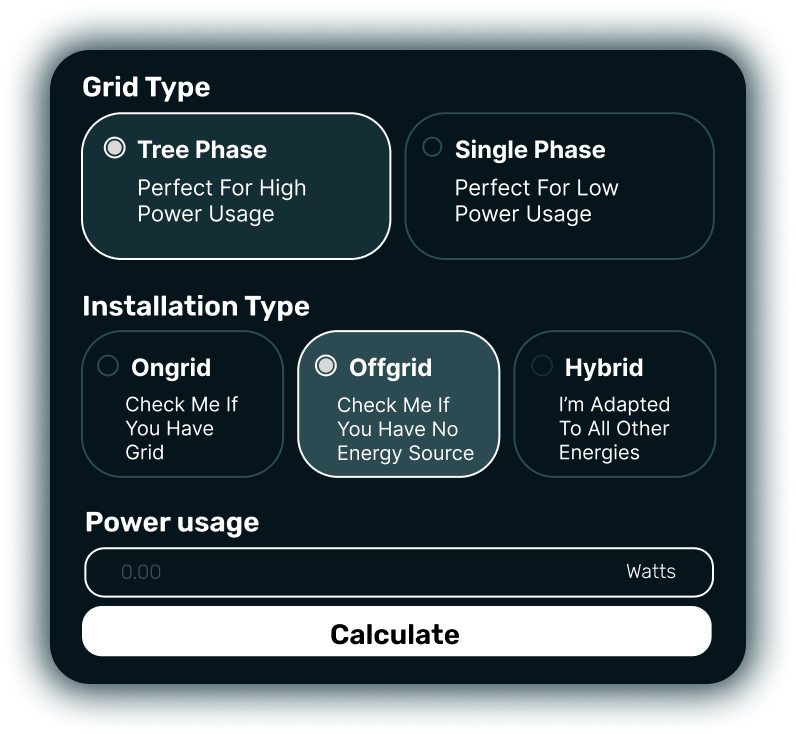 Grid Type
Tree Phase
Perfect For High
Power Usage
Single Phase
Perfect For Low
Power Usage
Installation Type
Ongrid
Check Me If
You Have
Grid
Offgrid
Check Me If
You Have No
Energy Source
Hybrid
I'm Adapted
To All Other
Energies
Power usage
0.00 Watts
Calculate